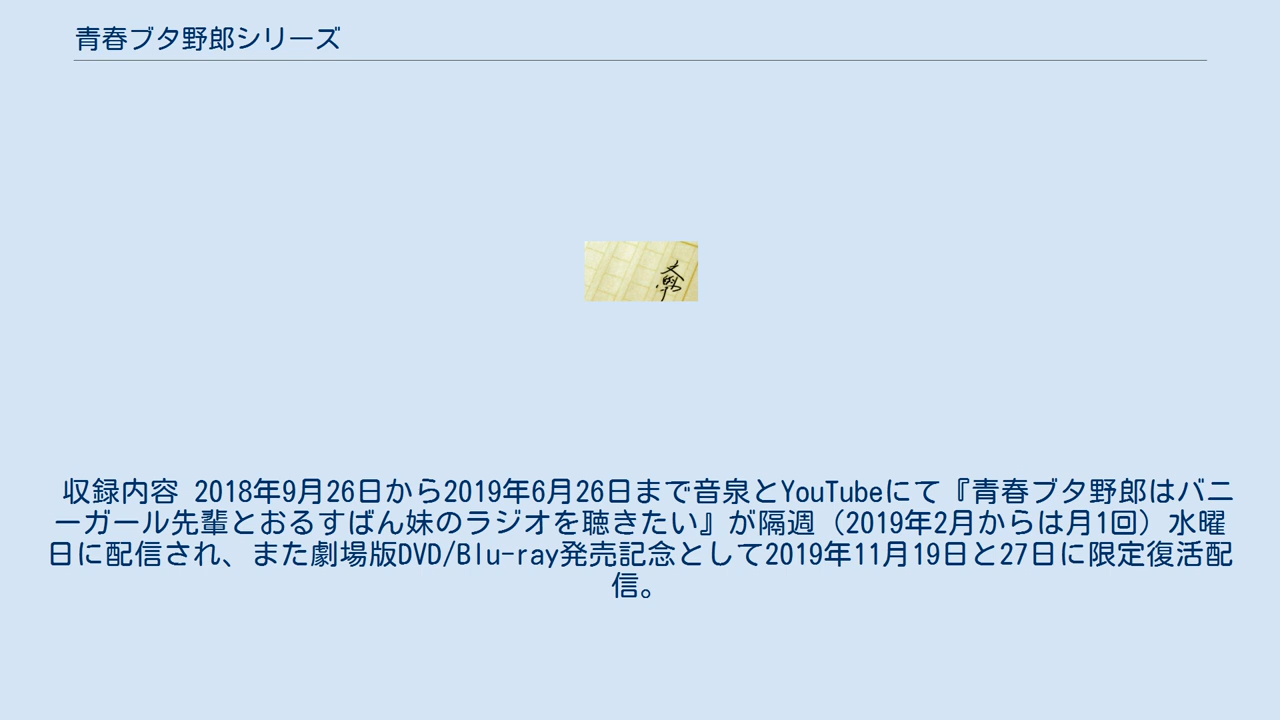 青春ブタ野郎シリーズ
収録内容 2018年9月26日から2019年6月26日まで音泉とYouTubeにて『青春ブタ野郎はバニ
ーガール先輩とおるすばん妹のラジオを聴きたい』が隔週（2019年2月からは月1回）水曜
日に配信され、また劇場版DVD/Blu-ray発売記念として2019年11月19日と27日に限定復活配
信。